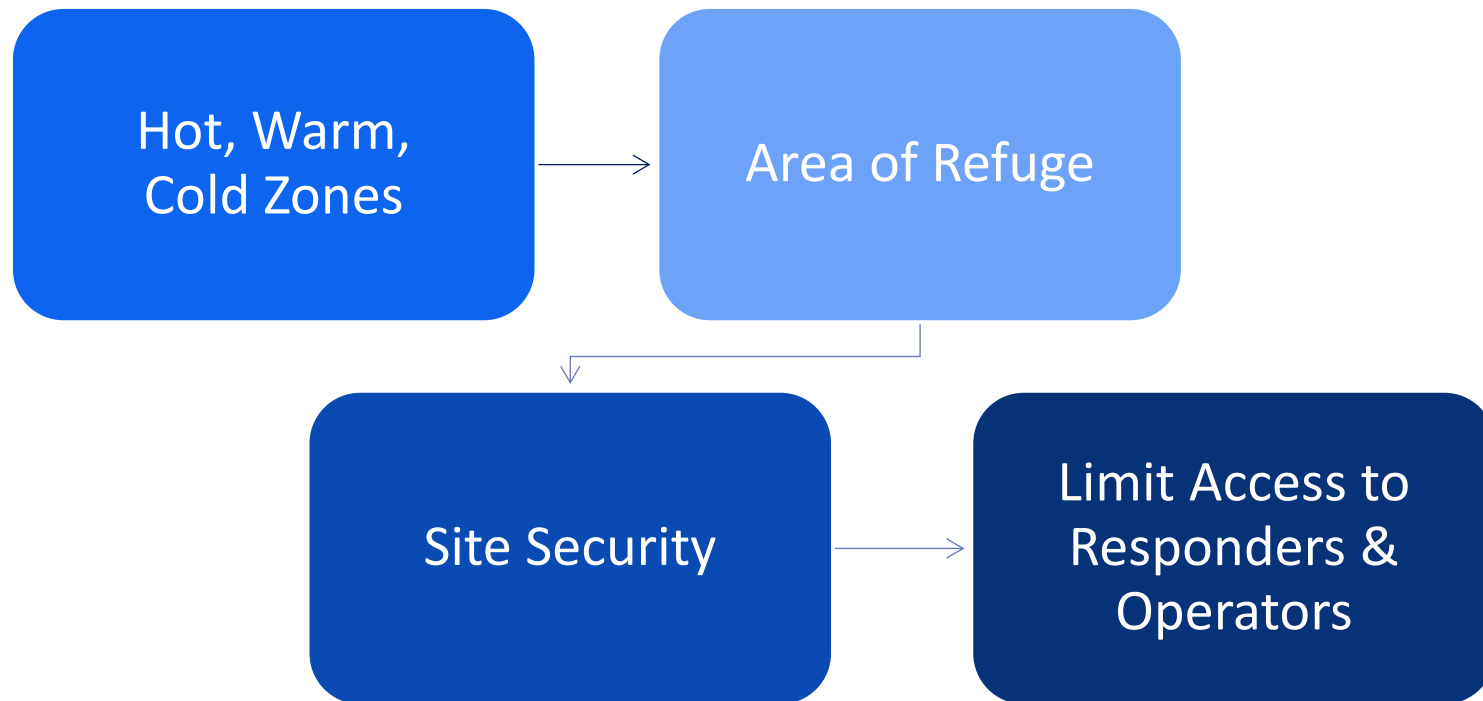 Hot, Warm,
Cold Zones
Area of Refuge
Site Security
Limit Access to
Responders &
Operators